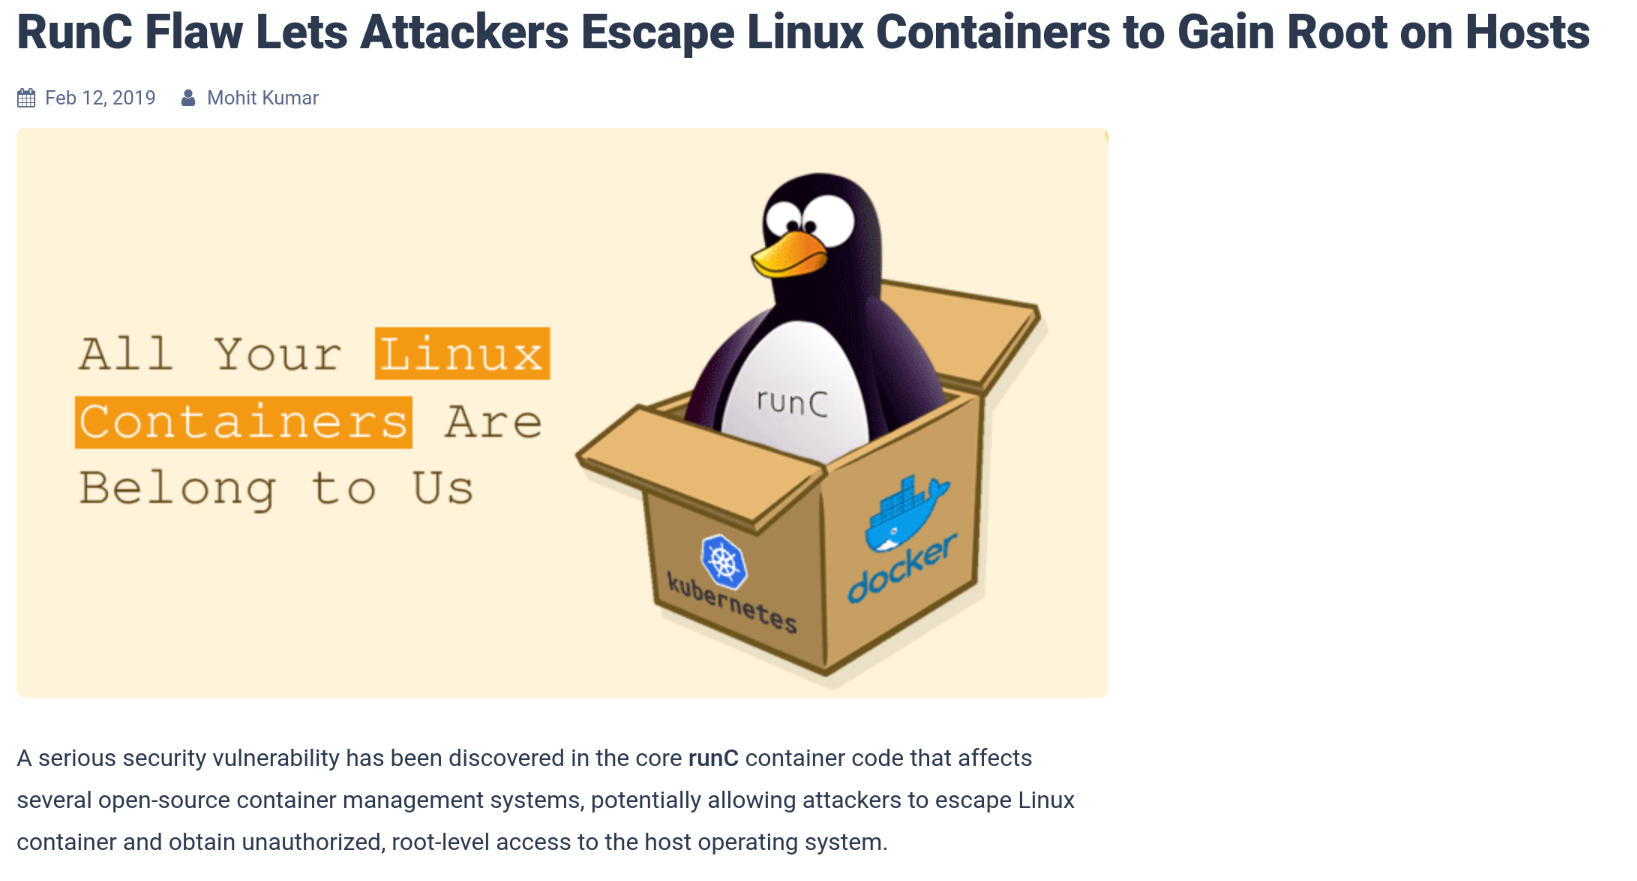 RunC Flaw Lets Attackers Escape Linux Containers to Gain Root on Hosts
Feb 12, 2019 Mohit Kumar
All Your Linux
Containers Are
Belong to Us
runC
kubernetes
docker
A serious security vulnerability has been discovered in the core runC container code that affects
several open-source container management systems, potentially allowing attackers to escape Linux
container and obtain unauthorized, root-level access to the host operating system.